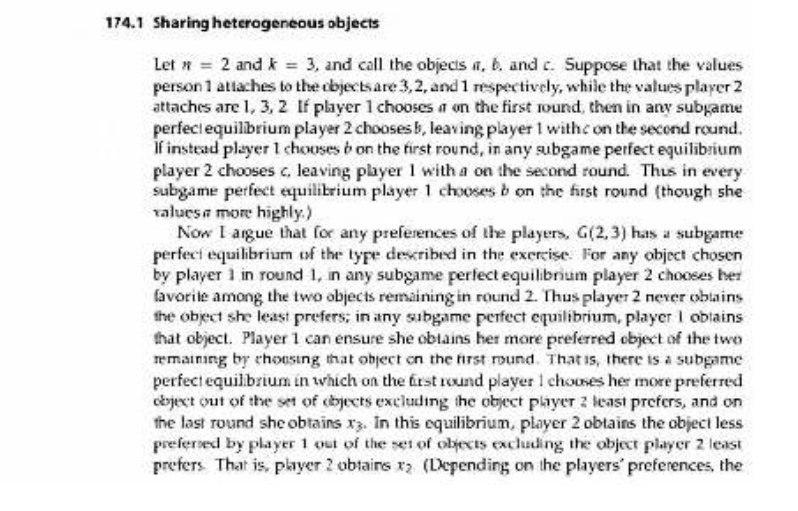 174.1 Sharing heterogeneous objects
Let n = 2 and k = 3, and call the objects a, b, and c. Suppose that the values
person 1 attaches to the objects are 3, 2, and 1 respectively, while the values player 2
attaches are 1, 3, 2 If player 1 chooses a on the first round, then in any subgame
perfect equilibrium player 2 chooses b, leaving player 1 with c on the second round.
If instead player 1 chooses b on the first round, in any subgame perfect equilibrium
player 2 chooses c, leaving player 1 with a on the second round. Thus in every
subgame perfect equilibrium player 1 chooses b on the first round (though she
values a more highly.)
Now I argue that for any preferences of the players, G(2,3) has a subgame
perfect equilibrium of the type described in the exercise. For any object chosen
by player 1 in round 1, in any subgame perfect equilibrium player 2 chooses her
favorite among the two objects remaining in round 2. Thus player 2 never obtains
the object she least prefers; in any subgame perfect equilibrium, player 1 obtains
that object. Player 1 can ensure she obtains her more preferred object of the two
remaining by choosing that object on the first round. That is, there is a subgame
perfect equilibrium in which on the first round player 1 chooses her more preferred
object out of the set of objects excluding the object player 2 least prefers, and on
the last round she obtains x₃. In this equilibrium, player 2 obtains the object less
preferred by player 1 out of the set of objects excluding the object player 2 least
prefers. That is, player 2 obtains x₂ (Depending on the players' preferences, the